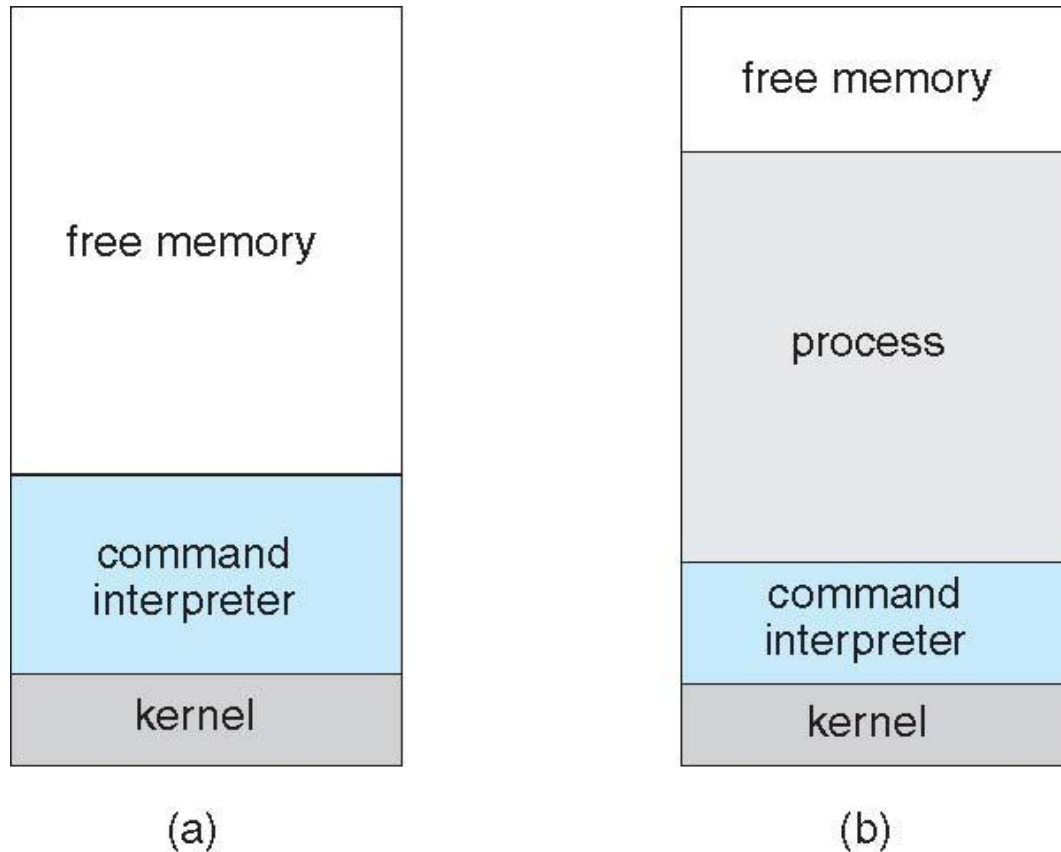 free memory
command
interpreter
kernel
(a)
free memory
process
command
interpreter
kernel
(b)